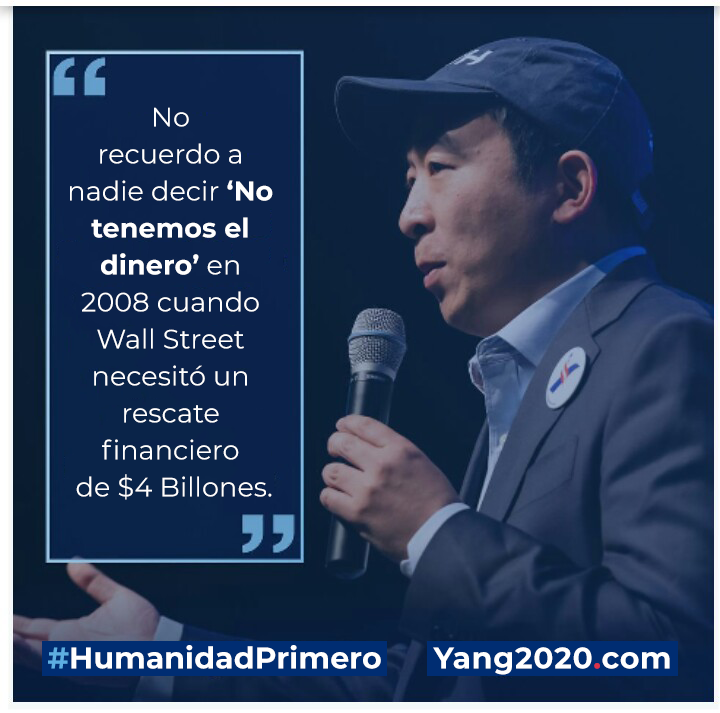 “
No
recuerdo a
nadie decir ‘No
tenemos el
dinero’ en
2008 cuando
Wall Street
necesitó un
rescate
financiero
de $4 Billones.
”
#HumanidadPrimero
Yang2020.com